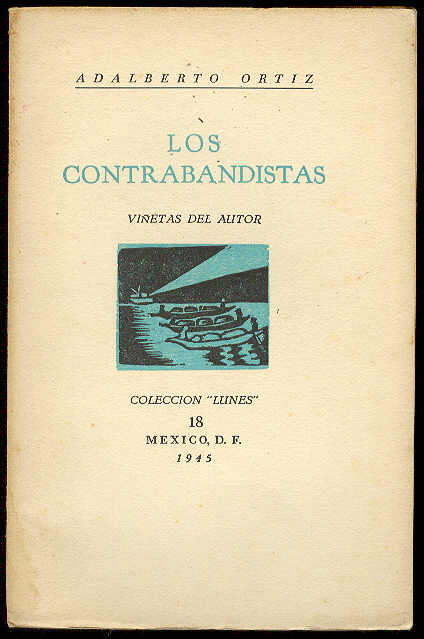 ADALBERTO ORTIZ
LOS
CONTRABANDISTAS
VIÑETAS DEL AUTOR
COLECCION "LUNES"
18
MEXICO, D. F.
1945